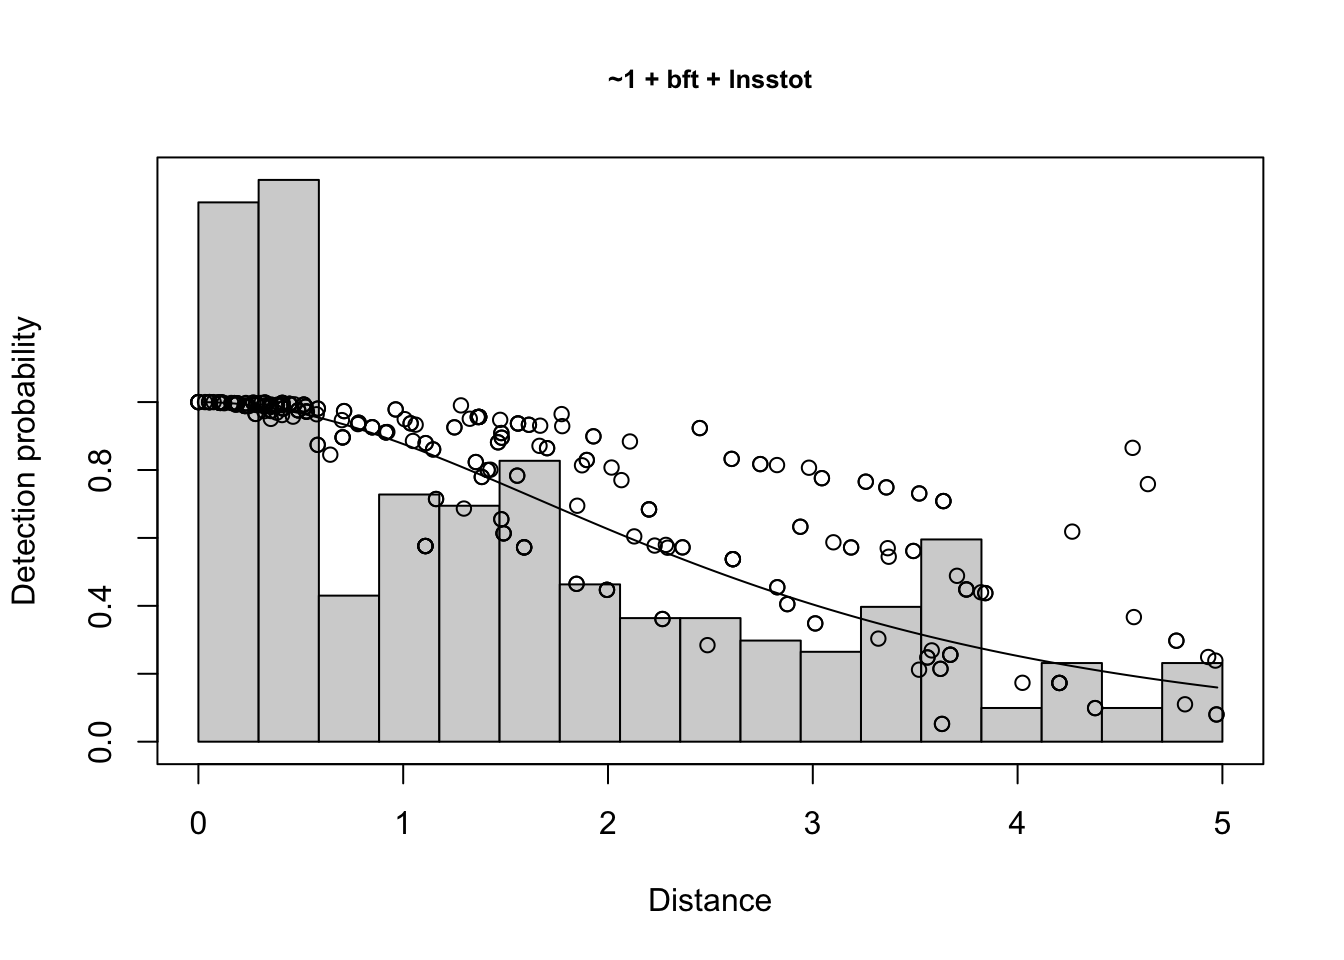 ~1 + bft + lnsstot
Detection probability
0.8
0.4
0.0
0 1 2 3 4 5
Distance